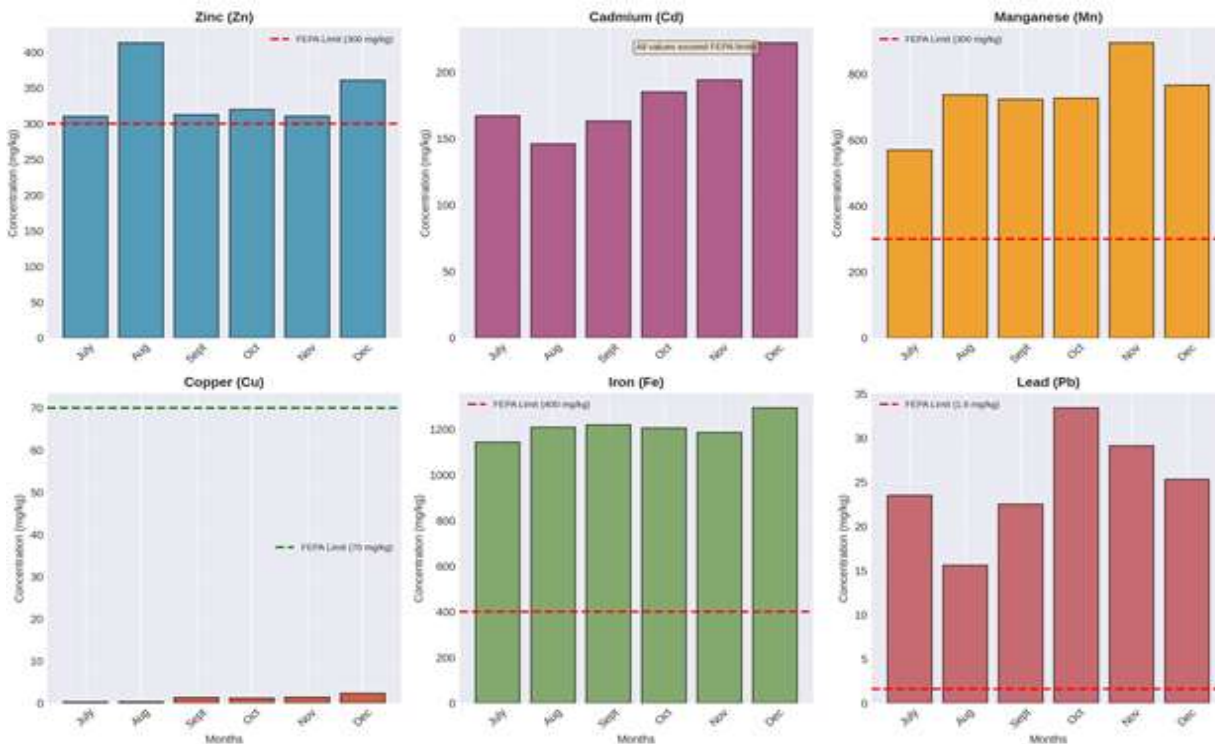 Zinc (Zn)
FEPA Limit (300 mg/kg)
Concentration (mg/kg)
400
350
300
250
200
150
100
50
0
July
Aug
Sept
Oct
Nov
Dec
Cadmium (Cd)
All values exceed FEPA limits
Concentration (mg/kg)
200
150
100
50
0
July
Aug
Sept
Oct
Nov
Dec
Manganese (Mn)
FEPA Limit (300 mg/kg)
Concentration (mg/kg)
800
600
400
200
0
July
Aug
Sept
Oct
Nov
Dec
Copper (Cu)
FEPA Limit (70 mg/kg)
Concentration (mg/kg)
70
60
50
40
30
20
10
0
July
Aug
Sept
Oct
Nov
Dec
Months
Iron (Fe)
FEPA Limit (400 mg/kg)
Concentration (mg/kg)
1200
1000
800
600
400
200
0
July
Aug
Sept
Oct
Nov
Dec
Months
Lead (Pb)
FEPA Limit (1.6 mg/kg)
Concentration (mg/kg)
35
30
25
20
15
10
5
0
July
Aug
Sept
Oct
Nov
Dec
Months